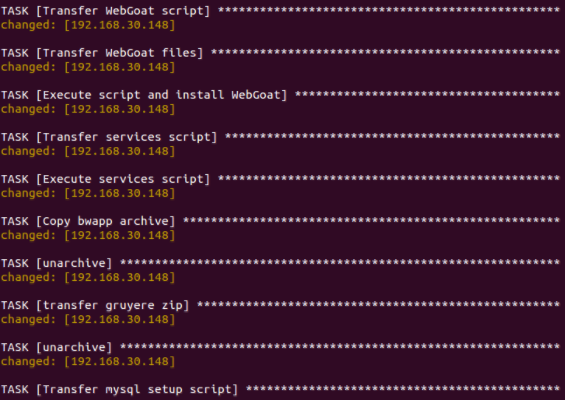 TASK [Transfer WebGoat script] *************************************************
changed: [192.168.30.148]
TASK [Transfer WebGoat files] **************************************************
changed: [192.168.30.148]
TASK [Execute script and install WebGoat] **************************************
changed: [192.168.30.148]
TASK [Transfer services script] ************************************************
changed: [192.168.30.148]
TASK [Execute services script] *************************************************
changed: [192.168.30.148]
TASK [Copy bwapp archive] ******************************************************
changed: [192.168.30.148]
TASK [unarchive] ***************************************************************
changed: [192.168.30.148]
TASK [transfer gruyere zip] ****************************************************
changed: [192.168.30.148]
TASK [unarchive] ***************************************************************
changed: [192.168.30.148]
TASK [Transfer mysql setup script] *********************************************